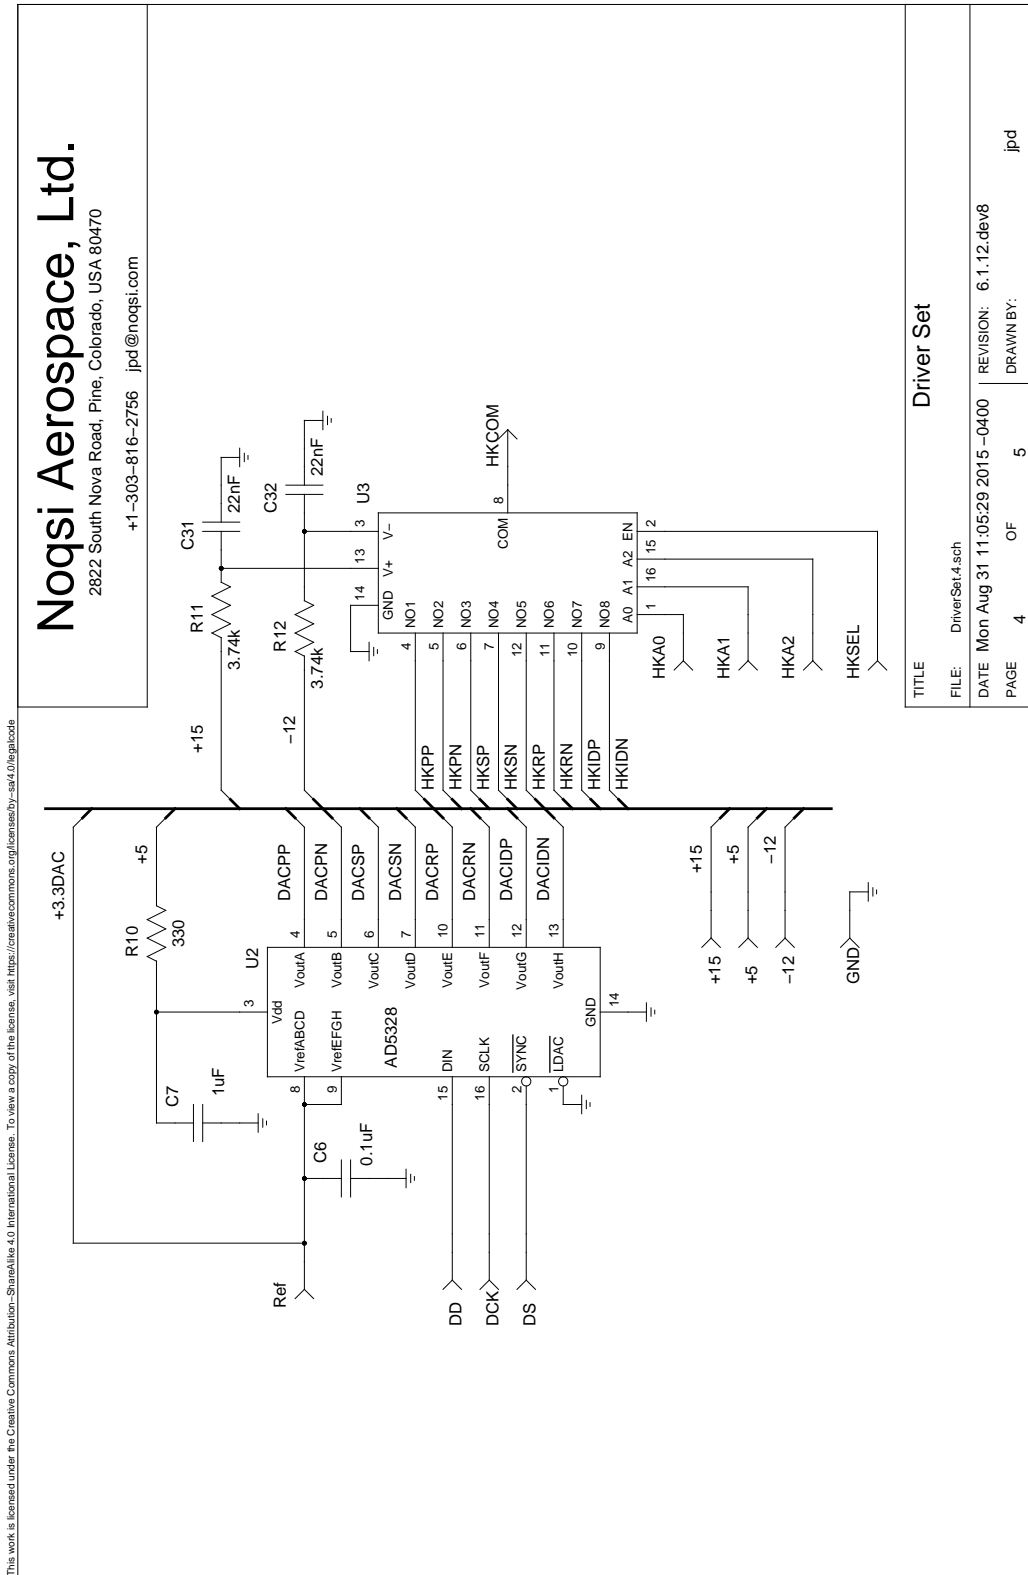 This work is licensed under the Creative Commons Attribution–ShareAlike 4.0 International License. To view a copy of the license, visit https://creativecommons.org/licenses/by–sa/4.0/legalcode
Noqsi Aerospace, Ltd.
2822 South Nova Road, Pine, Colorado, USA 80470
+1–303–816–2756 jpd@noqsi.com
+3.3DAC
+5
R10
330
C7
1uF
Ref
C6
0.1uF
U2
AD5328
3
Vdd
8
VrefABCD
9
VrefEFGH
15
DIN
16
SCLK
2
SYNC
1
LDAC
GND
14
DD
DCK
DS
VoutA
4
DACPP
VoutB
5
DACPN
VoutC
6
DACSP
VoutD
7
DACSN
VoutE
10
DACRP
VoutF
11
DACRN
VoutG
12
DACIDP
VoutH
13
DACIDN
+15
R11
3.74k
C31
22nF
–12
R12
3.74k
C32
22nF
U3
14
GND
13
V+
3
V–
HKPP
4
NO1
HKPN
5
NO2
HKSP
6
NO3
HKSN
7
NO4
HKRP
12
NO5
HKRN
11
NO6
HKIDP
10
NO7
HKIDN
9
NO8
COM
8
HKCOM
A0
1
A1
16
A2
15
EN
2
HKA0
HKA1
HKA2
HKSEL
+15
+15
+5
+5
–12
–12
GND
TITLE
Driver Set
FILE: DriverSet.4.sch
DATE Mon Aug 31 11:05:29 2015 –0400
REVISION: 6.1.12.dev8
PAGE 4 OF 5
DRAWN BY: jpd